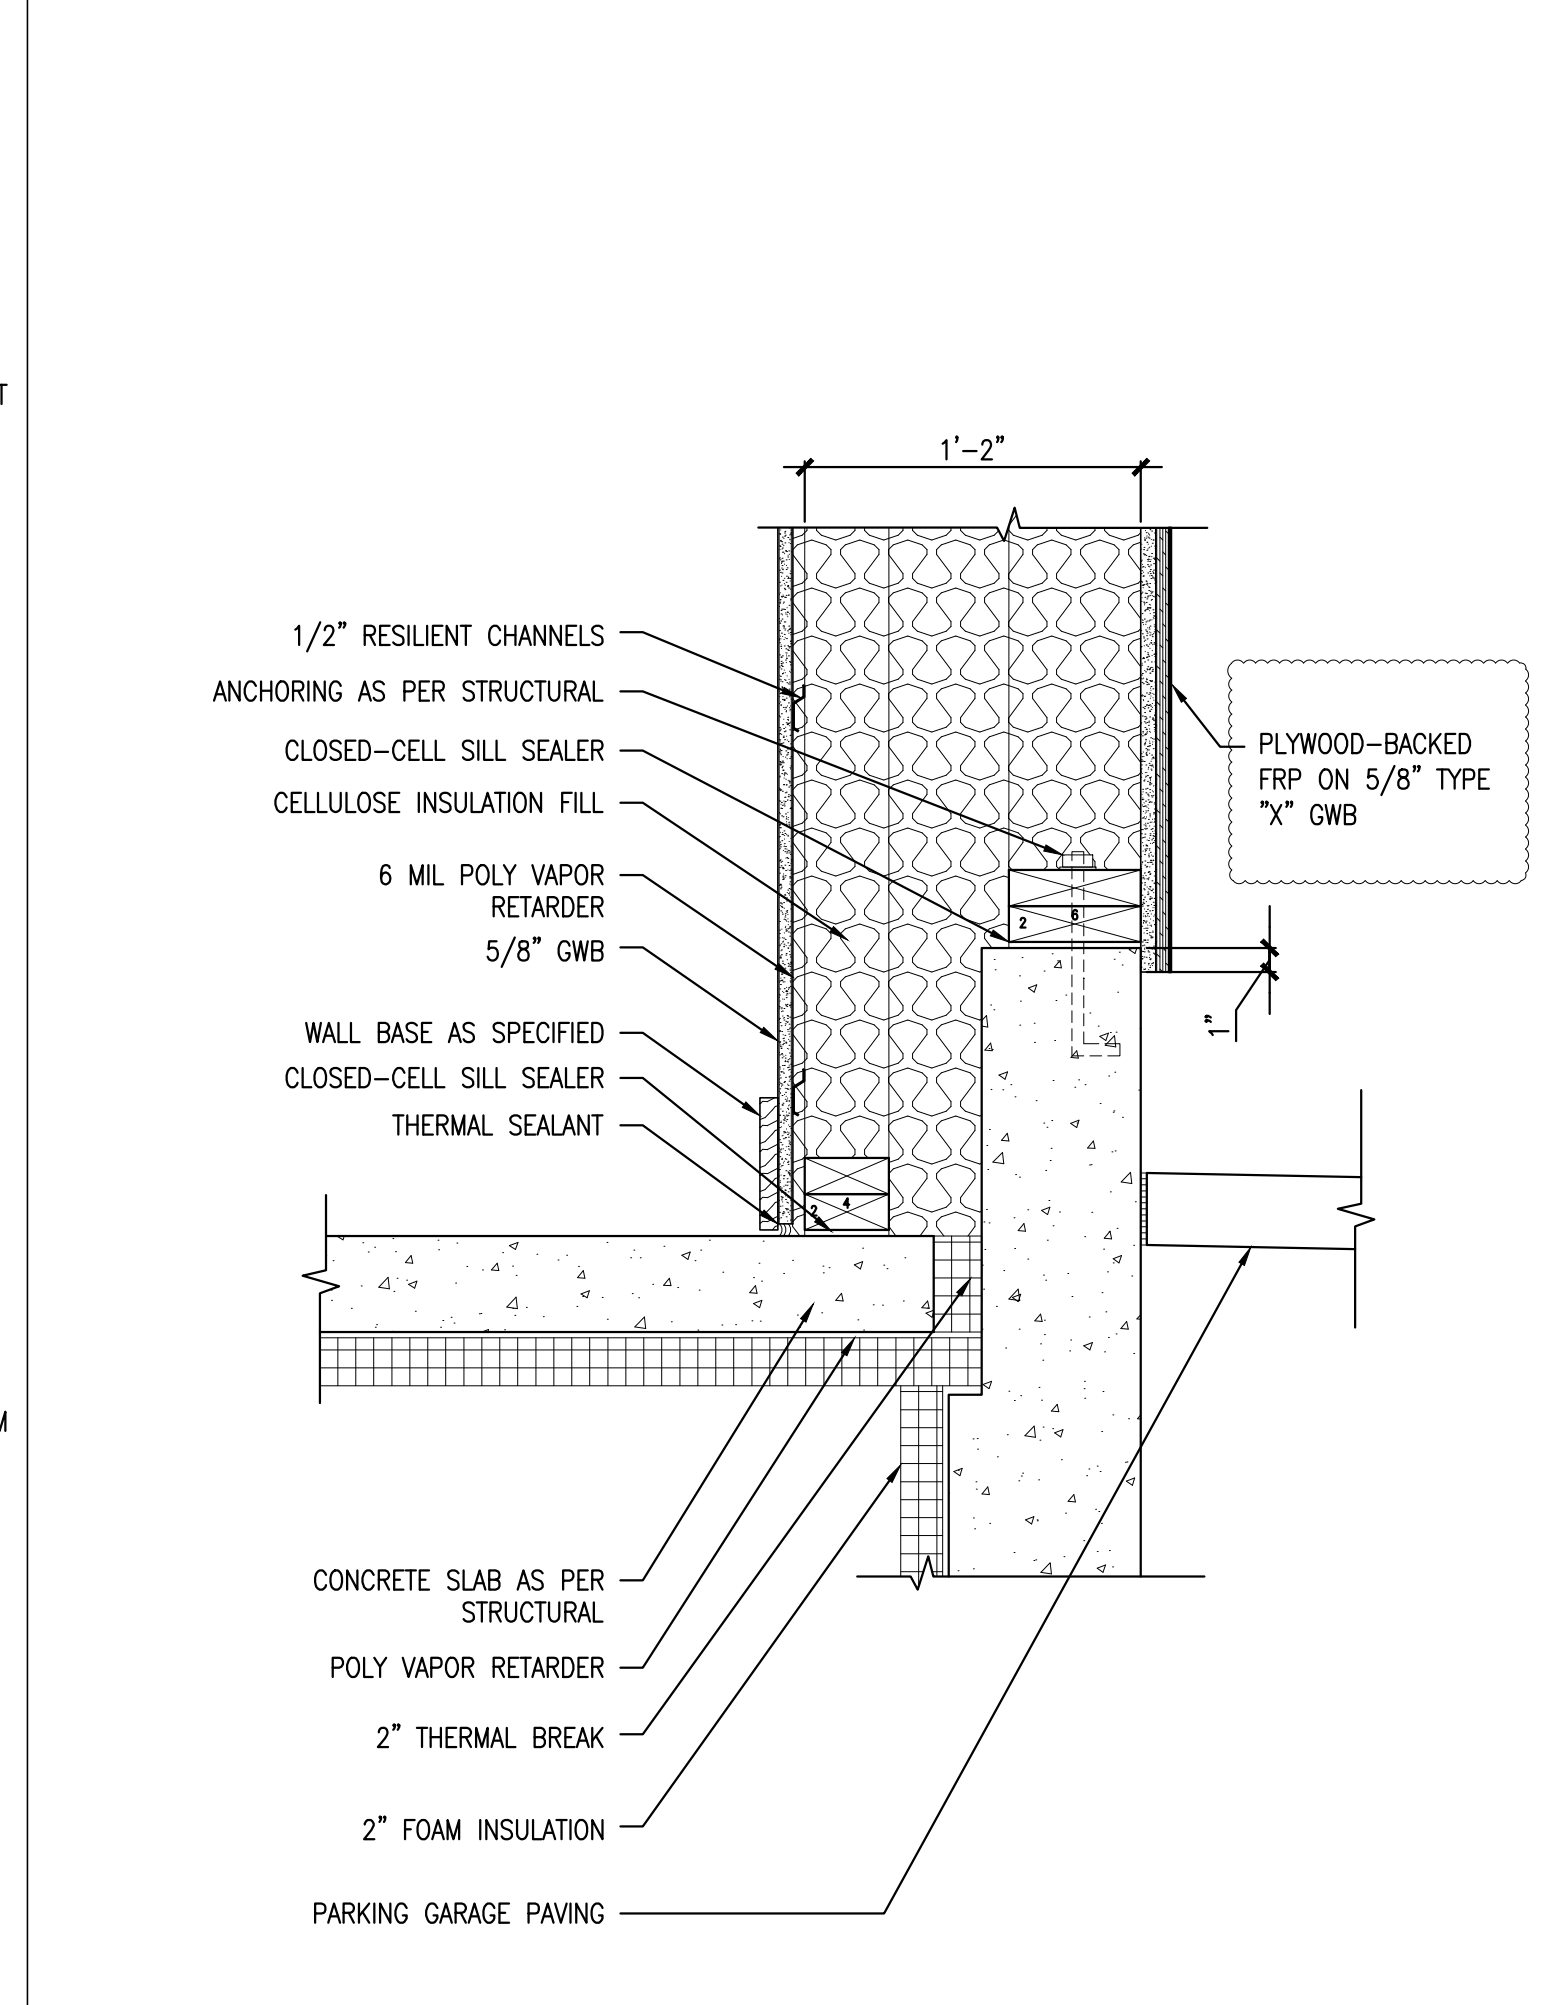 T
1'-2"
1/2" RESILIENT CHANNELS
ANCHORING AS PER STRUCTURAL
CLOSED-CELL SILL SEALER
CELLULOSE INSULATION FILL
6 MIL POLY VAPOR
RETARDER
5/8" GWB
WALL BASE AS SPECIFIED
CLOSED-CELL SILL SEALER
THERMAL SEALANT
PLYWOOD-BACKED
FRP ON 5/8" TYPE
"X" GWB
2 6
1"
2 4
M
CONCRETE SLAB AS PER
STRUCTURAL
POLY VAPOR RETARDER
2" THERMAL BREAK
2" FOAM INSULATION
PARKING GARAGE PAVING